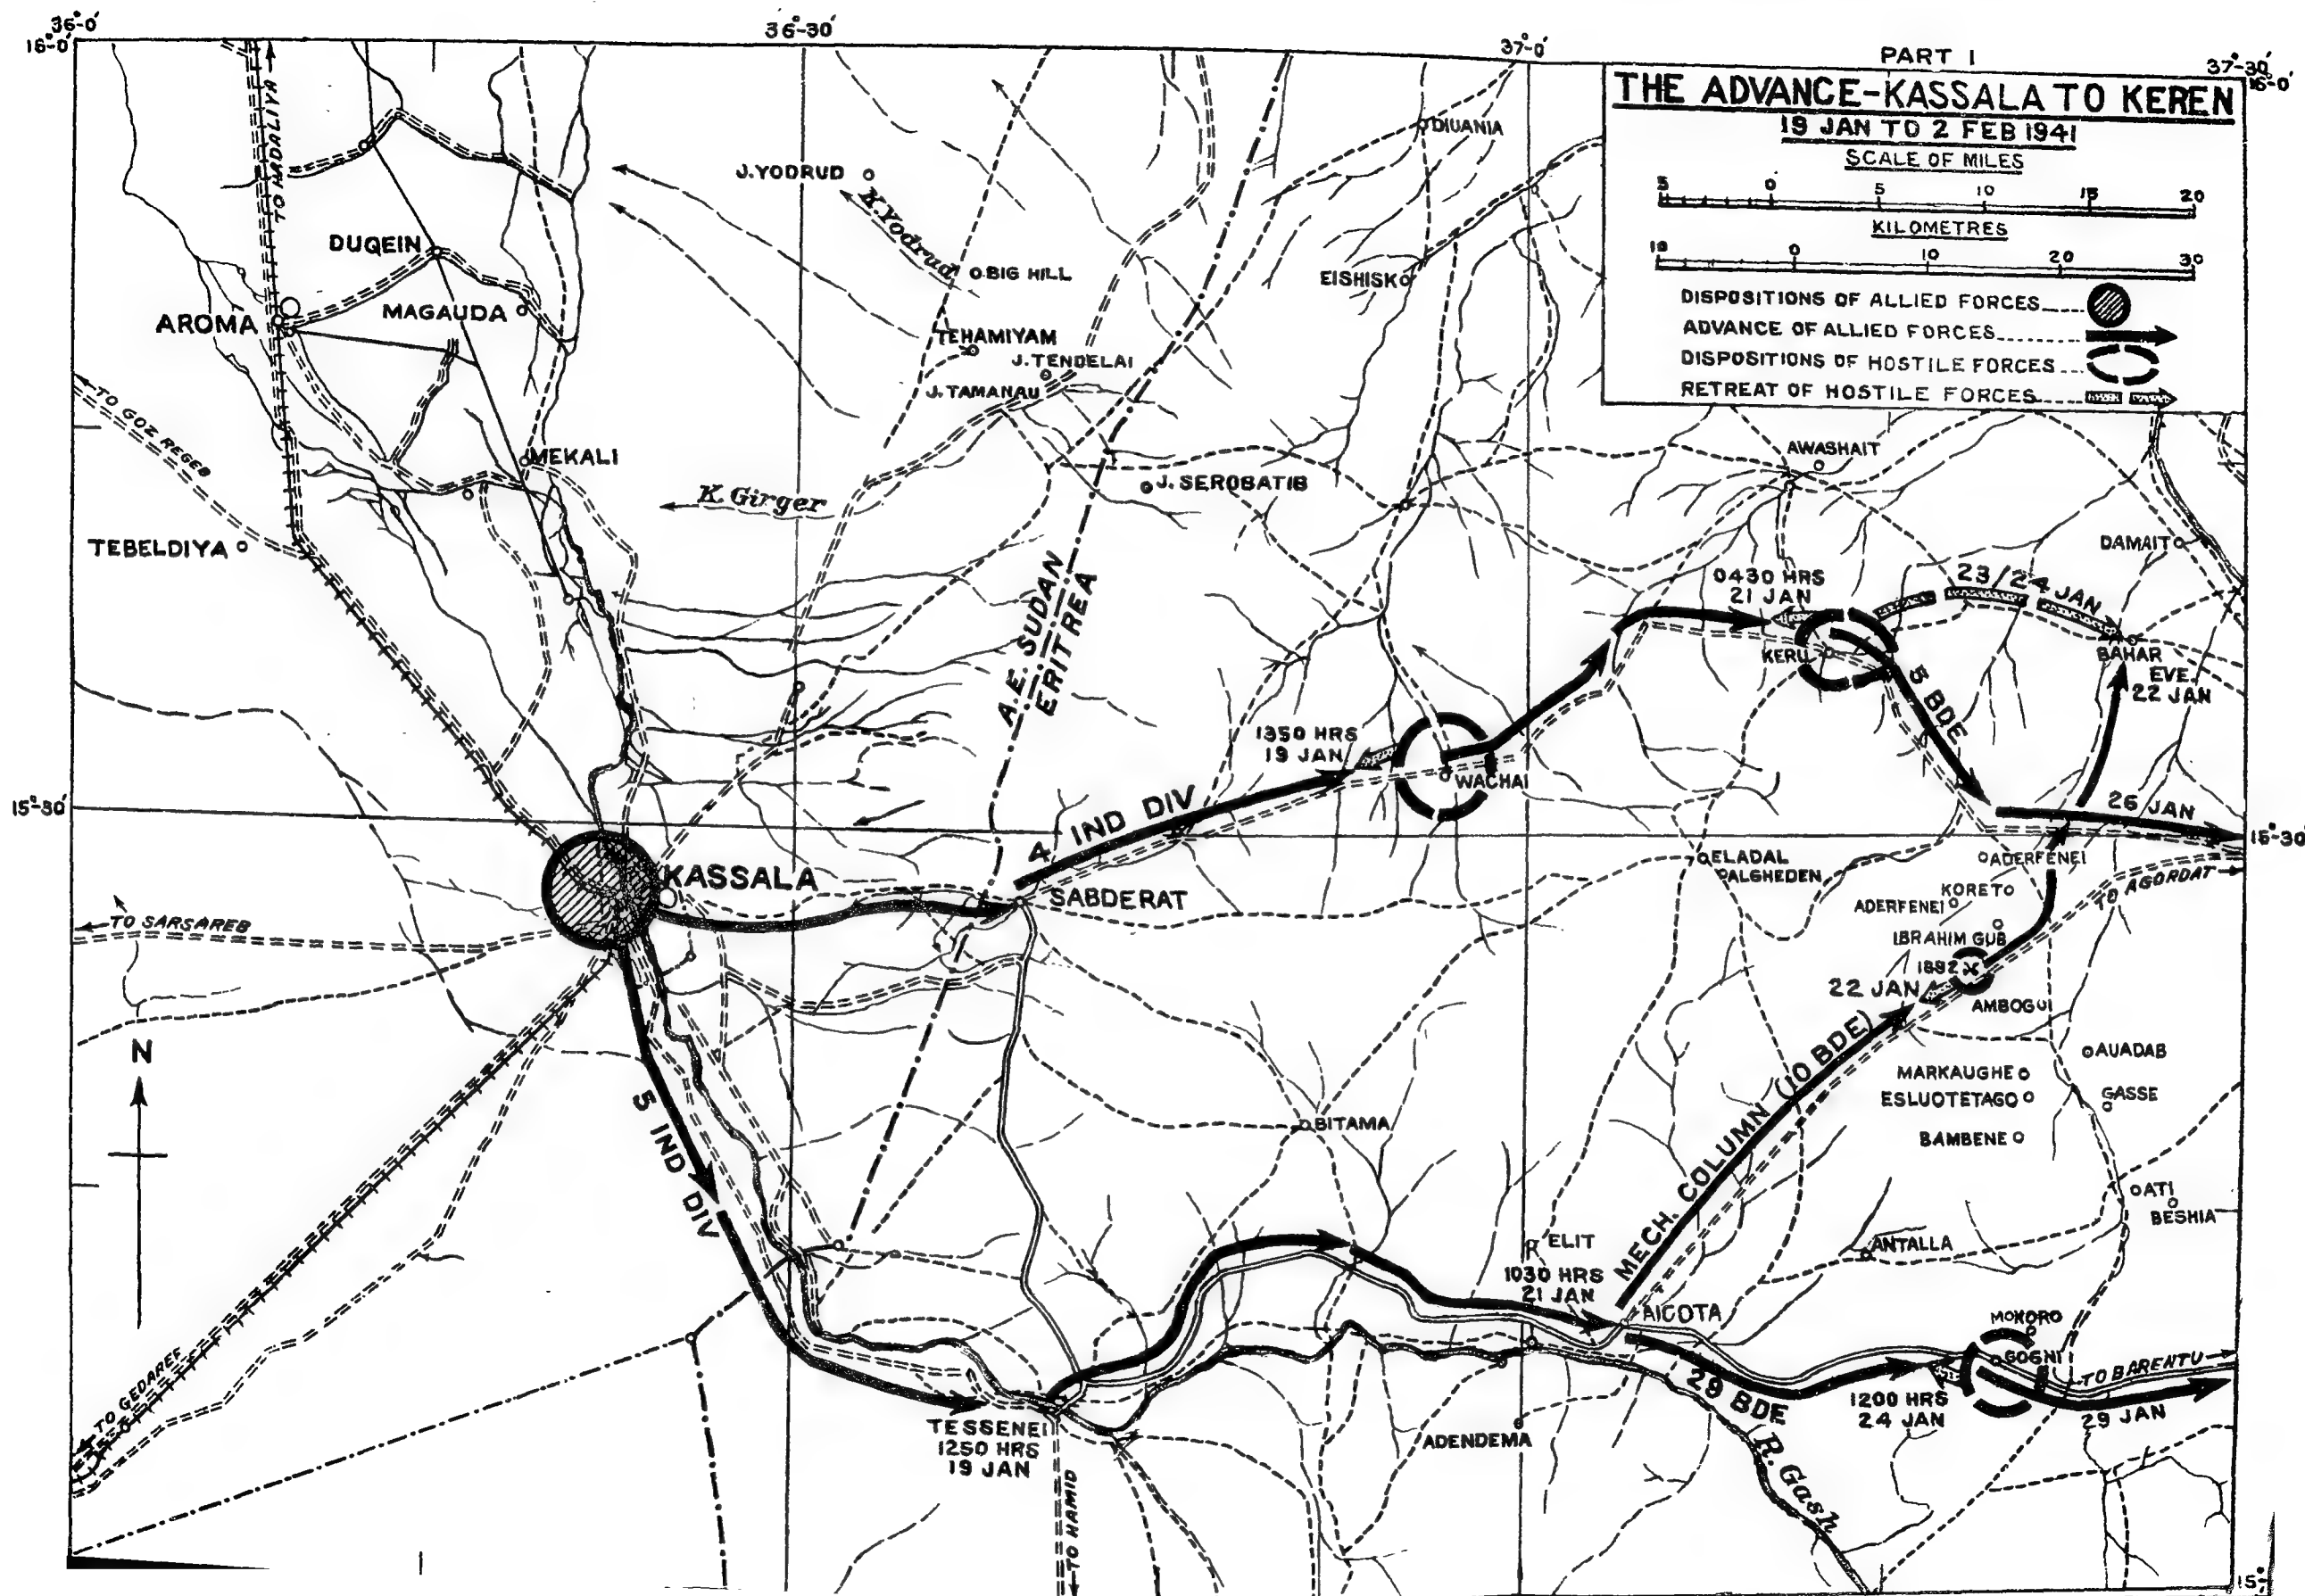 36°-0'
36°-30'
37°-0'
37°-30'
16°-0'
16°-0'
PART I
THE ADVANCE-KASSALA TO KEREN
19 JAN TO 2 FEB 1941
SCALE OF MILES
5 0 5 10 15 20
KILOMETRES
10 0 10 20 30
DISPOSITIONS OF ALLIED FORCES
ADVANCE OF ALLIED FORCES
DISPOSITIONS OF HOSTILE FORCES
RETREAT OF HOSTILE FORCES
TO HADALIYA
DIUANIA
J. YODRUD
K. Yodrud
DUQEIN
BIG HILL
EISHISK
MAGAUDA
AROMA
TEHAMIYAM
J. TENDELAI
J. TAMANAU
TO GOZ REGEB
MEKALI
AWASHAIT
K. Girger
J. SEROBATIB
TEBELDIYA
DAMAIT
A.E. SUDAN
ERITREA
0430 HRS
21 JAN
23/24 JAN
KERU
BAHAR
EVE.
22 JAN
5 BDE
1350 HRS
19 JAN
WACHAI
15°-30'
4 IND DIV
26 JAN
15°-30'
KASSALA
SABDERAT
ELADAL
ALGHEDEN
ADERFENEI
TO AGORDAT
KORETO
ADERFENEI
TO SARSAREB
IBRAHIM GUB
1892
22 JAN
AMBOG
N
AUADAB
MARKAUGHE
ESLUOTETAGO
GASSE
BAMBENE
BITAMA
5 IND DIV
MECH. COLUMN (10 BDE)
ATI
BESHIA
ELIT
ANTALLA
1030 HRS
21 JAN
AICOTA
MOKORO
GOGNI
TO BARENTU
29 BDE
1200 HRS
24 JAN
29 JAN
TO GEDAREF
TESSENEI
1250 HRS
19 JAN
ADENDEMA
R. Gash
TO HAMID
15°-